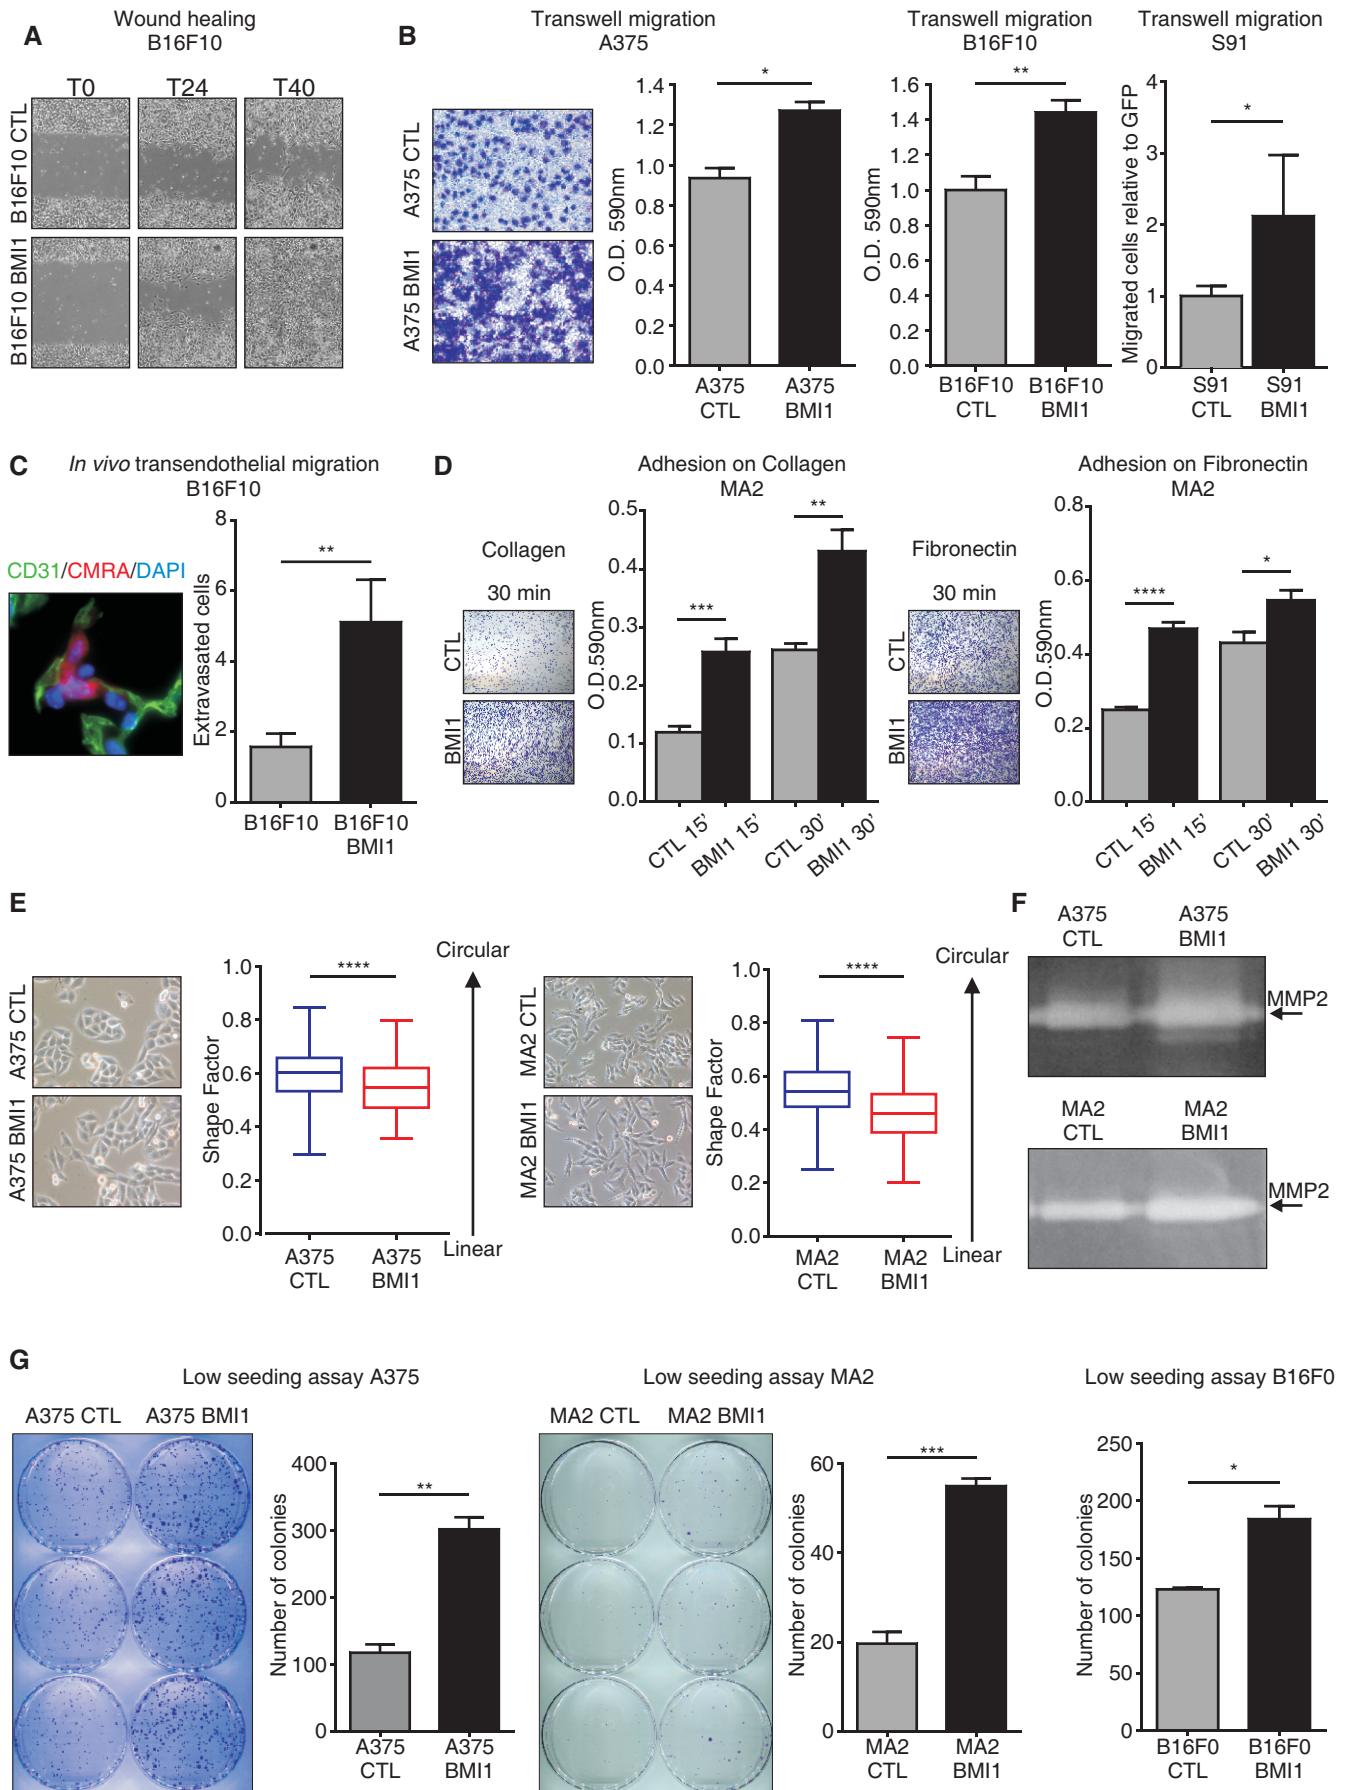 A
Wound healing
B16F10
T0 T24 T40
B16F10 CTL
B16F10 BMI1
B
Transwell migration
A375
A375 CTL
A375 BMI1
O.D. 590nm
1.4
1.2
1.0
0.8
0.6
0.4
0.2
0.0
*
A375
CTL
A375
BMI1
Transwell migration
B16F10
O.D. 590nm
1.6
1.4
1.2
1.0
0.8
0.6
0.4
0.2
0.0
**
B16F10
CTL
B16F10
BMI1
Transwell migration
S91
Migrated cells relative to GFP
4
3
2
1
0
*
S91
CTL
S91
BMI1
C
In vivo transendothelial migration
B16F10
CD31/CMRA/DAPI
Extravasated cells
8
6
4
2
0
**
B16F10
B16F10
BMI1
D
Collagen
30 min
CTL
BMI1
Adhesion on Collagen
MA2
O.D.590nm
0.5
0.4
0.3
0.2
0.1
0.0
***
**
CTL 15'
BMI1 15'
CTL 30'
BMI1 30'
Fibronectin
30 min
CTL
BMI1
Adhesion on Fibronectin
MA2
O.D.590nm
0.8
0.6
0.4
0.2
0.0
****
*
CTL 15'
BMI1 15'
CTL 30'
BMI1 30'
E
A375 CTL
A375 BMI1
Shape Factor
1.0
0.8
0.6
0.4
0.2
0.0
****
A375
CTL
A375
BMI1
Circular
Linear
MA2 CTL
MA2 BMI1
Shape Factor
1.0
0.8
0.6
0.4
0.2
0.0
****
MA2
CTL
MA2
BMI1
Circular
Linear
F
A375
CTL
A375
BMI1
MMP2
MA2
CTL
MA2
BMI1
MMP2
G
Low seeding assay A375
A375 CTL A375 BMI1
Number of colonies
400
300
200
100
0
**
A375
CTL
A375
BMI1
Low seeding assay MA2
MA2 CTL MA2 BMI1
Number of colonies
60
40
20
0
***
MA2
CTL
MA2
BMI1
Low seeding assay B16F0
Number of colonies
250
200
150
100
50
0
*
B16F0
CTL
B16F0
BMI1